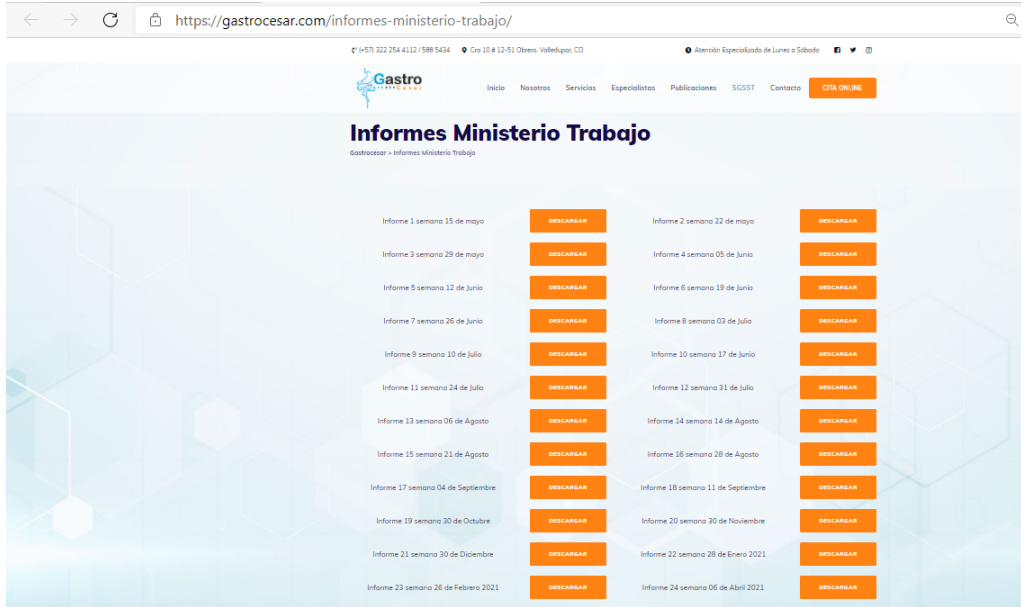 https://gastrocesar.com/informes-ministerio-trabajo/
(+57) 322 254 4112 / 588 5434 Cra 10 # 12-51 Obrero. Valledupar, CO Atención Especializada de Lunes a Sábado
Gastro
Cesar
Inicio Nosotros Servicios Especialistas Publicaciones SGSST Contacto CITA ONLINE
Informes Ministerio Trabajo
Gastrocesar > Informes Ministerio Trabajo
Informe 1 semana 15 de mayo DESCARGAR Informe 2 semana 22 de mayo DESCARGAR
Informe 3 semana 29 de mayo DESCARGAR Informe 4 semana 05 de Junio DESCARGAR
Informe 5 semana 12 de Junio DESCARGAR Informe 6 semana 19 de Junio DESCARGAR
Informe 7 semana 26 de Junio DESCARGAR Informe 8 semana 03 de Julio DESCARGAR
Informe 9 semana 10 de Julio DESCARGAR Informe 10 semana 17 de Junio DESCARGAR
Informe 11 semana 24 de Julio DESCARGAR Informe 12 semana 31 de Julio DESCARGAR
Informe 13 semana 06 de Agosto DESCARGAR Informe 14 semana 14 de Agosto DESCARGAR
Informe 15 semana 21 de Agosto DESCARGAR Informe 16 semana 28 de Agosto DESCARGAR
Informe 17 semana 04 de Septiembre DESCARGAR Informe 18 semana 11 de Septiembre DESCARGAR
Informe 19 semana 30 de Octubre DESCARGAR Informe 20 semana 30 de Noviembre DESCARGAR
Informe 21 semana 30 de Diciembre DESCARGAR Informe 22 semana 28 de Enero 2021 DESCARGAR
Informe 23 semana 26 de Febrero 2021 DESCARGAR Informe 24 semana 06 de Abril 2021 DESCARGAR